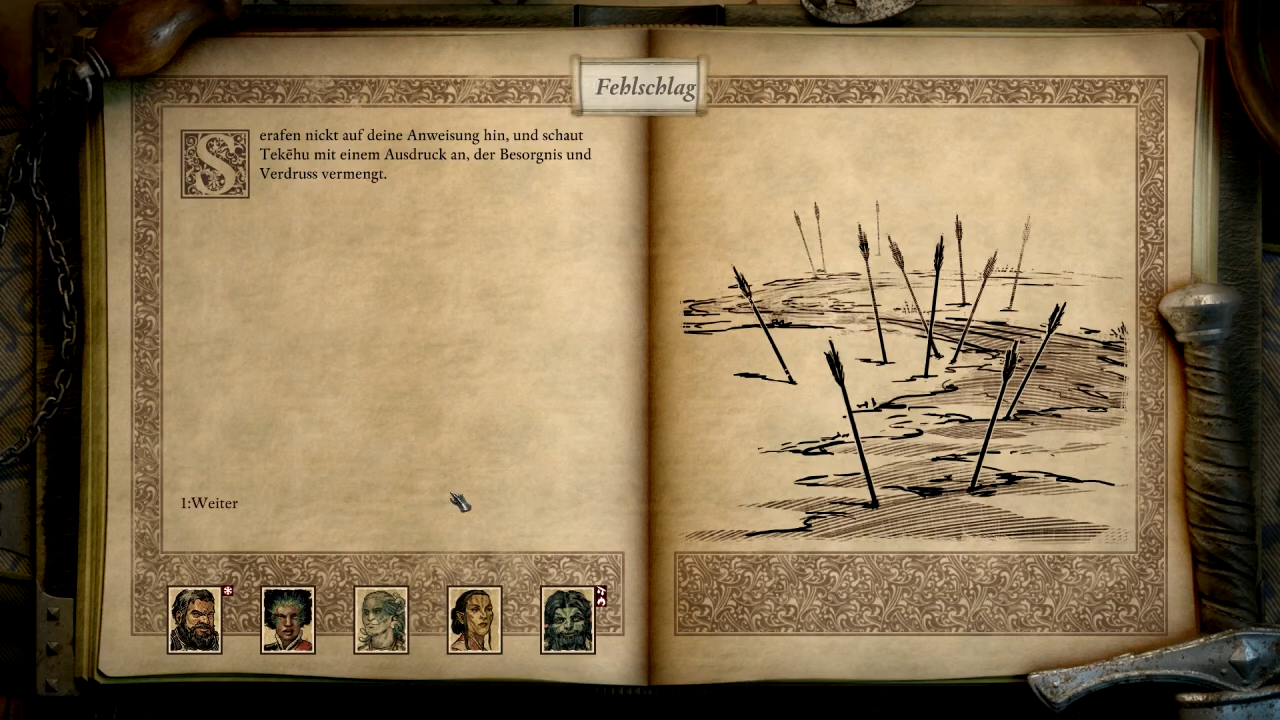 Fehlschlag
Serafen nickt auf deine Anweisung hin, und schaut
Tekēhu mit einem Ausdruck an, der Besorgnis und
Verdruss vermengt.
1:Weiter